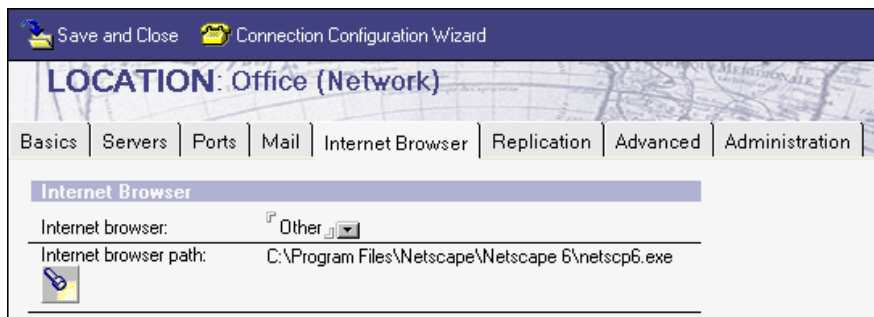 Save and Close Connection Configuration Wizard
LOCATION: Office (Network)
Basics Servers Ports Mail Internet Browser Replication Advanced Administration
Internet Browser
Internet browser: Other
Internet browser path: C:\Program Files\Netscape\Netscape 6\netscp6.exe